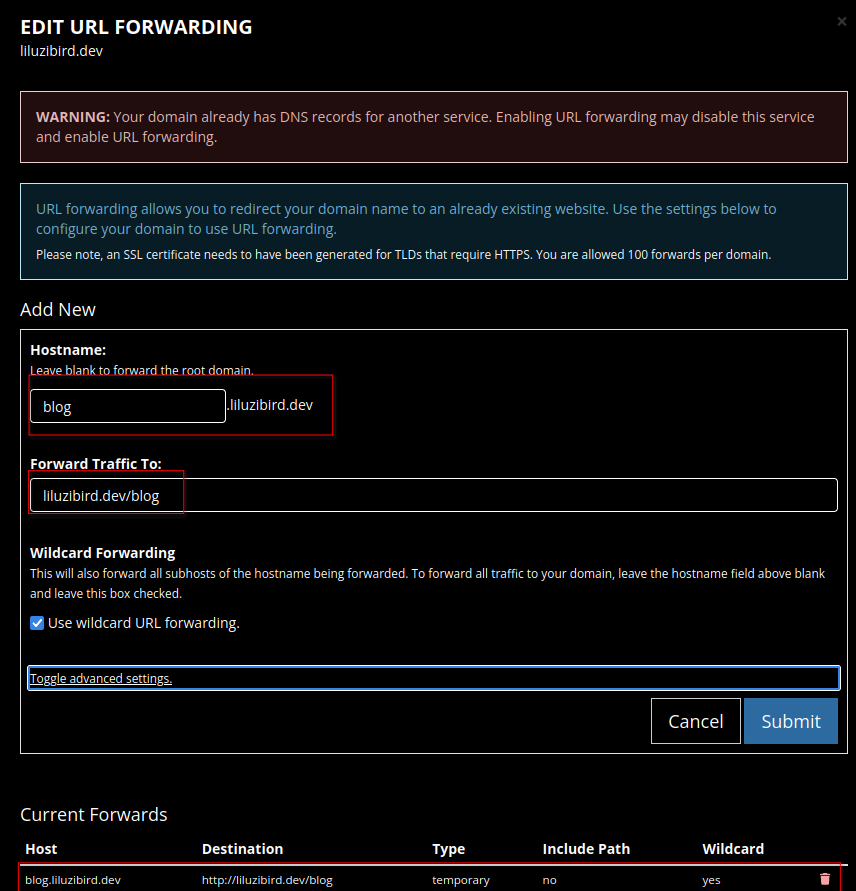 EDIT URL FORWARDING
×
liluzibird.dev
WARNING: Your domain already has DNS records for another service. Enabling URL forwarding may disable this service
and enable URL forwarding.
URL forwarding allows you to redirect your domain name to an already existing website. Use the settings below to
configure your domain to use URL forwarding.
Please note, an SSL certificate needs to have been generated for TLDs that require HTTPS. You are allowed 100 forwards per domain.
Add New
Hostname:
Leave blank to forward the root domain.
blog .liluzibird.dev
Forward Traffic To:
liluzibird.dev/blog
Wildcard Forwarding
This will also forward all subhosts of the hostname being forwarded. To forward all traffic to your domain, leave the hostname field above blank
and leave this box checked.
Use wildcard URL forwarding.
Toggle advanced settings.
Cancel Submit
Current Forwards
Host Destination Type Include Path Wildcard
blog.liluzibird.dev http://liluzibird.dev/blog temporary no yes